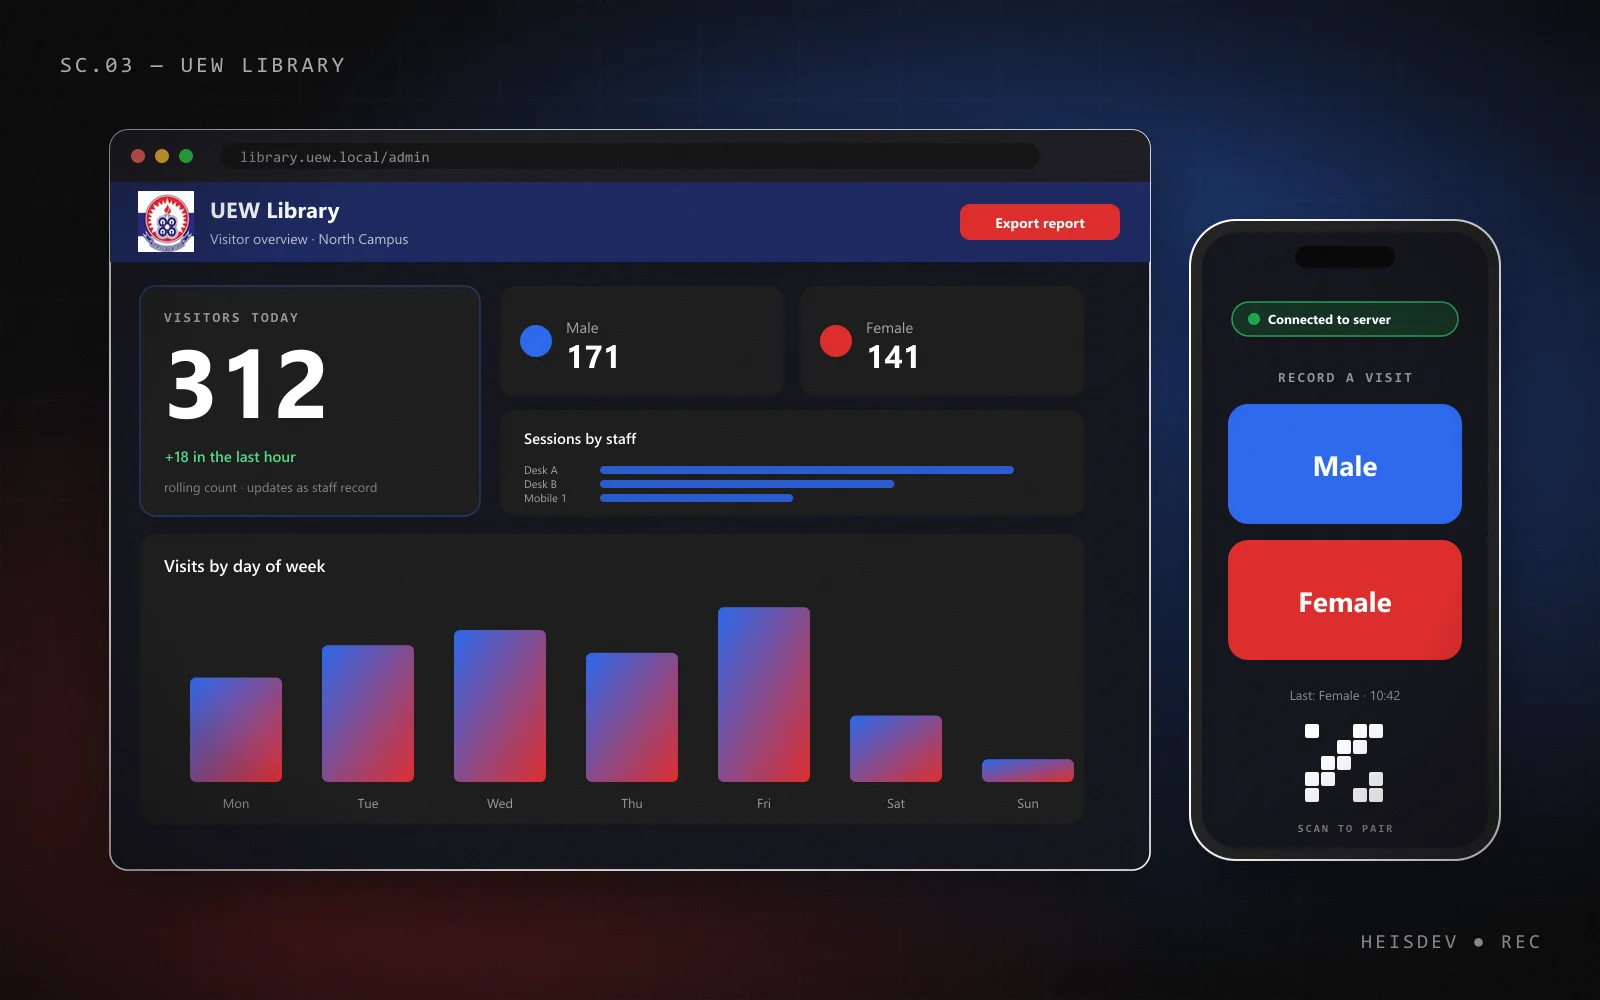 SC.03 — UEW LIBRARY
library.uew.local/admin
UEW Library
Visitor overview · North Campus
Export report
VISITORS TODAY
312
+18 in the last hour
rolling count · updates as staff record
Male
171
Female
141
Sessions by staff
Desk A
Desk B
Mobile 1
Visits by day of week
Mon Tue Wed Thu Fri Sat Sun
Connected to server
RECORD A VISIT
Male
Female
Last: Female · 10:42
SCAN TO PAIR
HEISDEV ● REC